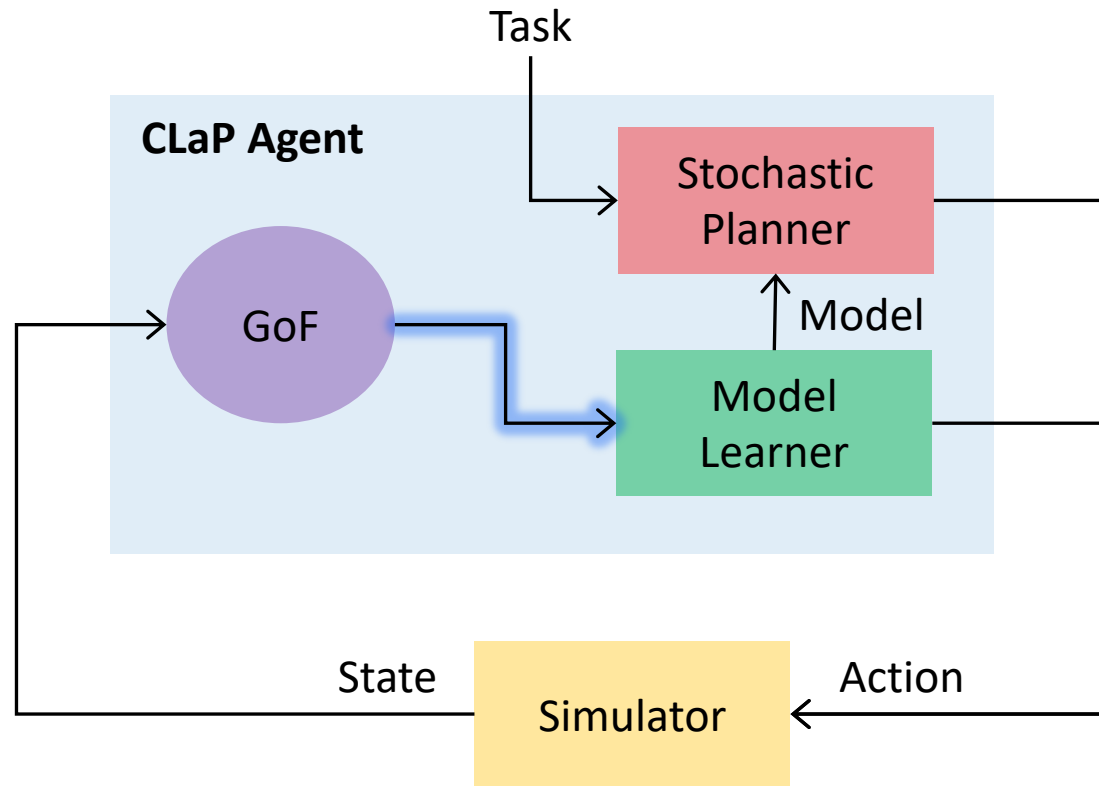 Task
CLaP Agent
Stochastic
Planner
GoF
Model
Model
Learner
State
Simulator
Action